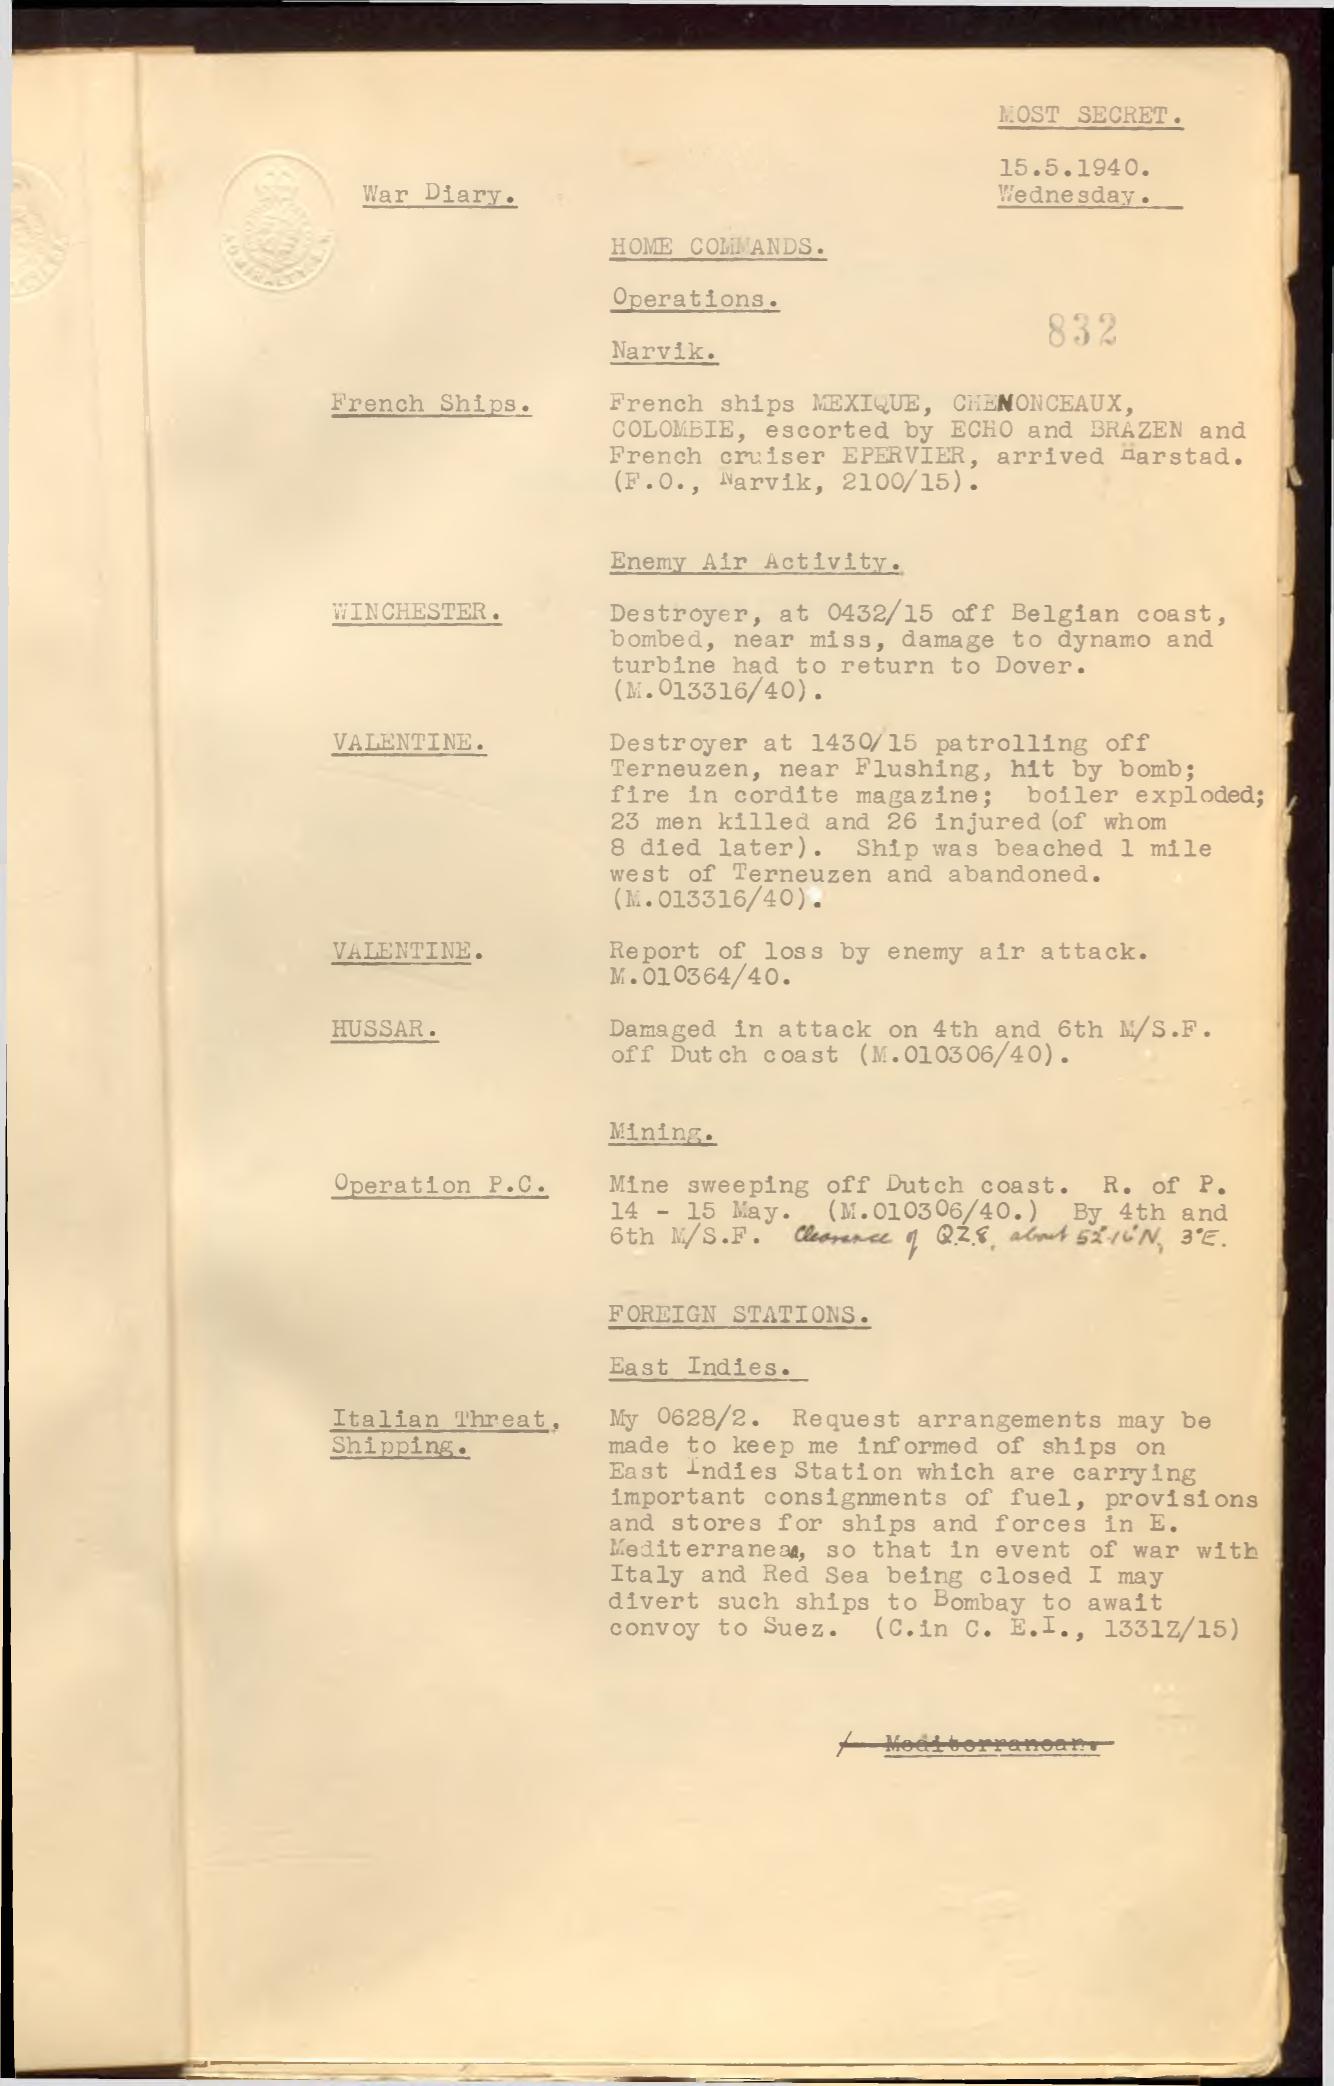 MOST SECRET.
15.5.1940.
War Diary.
Wednesday.
HOME COMMANDS.
Operations.
832
Narvik.
French Ships.
French ships MEXIQUE, CHENONCEAUX,
COLOMBIE, escorted by ECHO and BRAZEN and
French cruiser EPERVIER, arrived Harstad.
(F.O., Narvik, 2100/15).
Enemy Air Activity.
WINCHESTER.
Destroyer, at 0432/15 off Belgian coast,
bombed, near miss, damage to dynamo and
turbine had to return to Dover.
(M.013316/40).
VALENTINE.
Destroyer at 1430/15 patrolling off
Terneuzen, near Flushing, hit by bomb;
fire in cordite magazine; boiler exploded;
23 men killed and 26 injured (of whom
8 died later). Ship was beached 1 mile
west of Terneuzen and abandoned.
(M.013316/40).
VALENTINE.
Report of loss by enemy air attack.
M.010364/40.
HUSSAR.
Damaged in attack on 4th and 6th M/S.F.
off Dutch coast (M.010306/40).
Mining.
Operation P.C.
Mine sweeping off Dutch coast. R. of P.
14 - 15 May. (M.010306/40.) By 4th and
6th M/S.F. Clearance of Q.Z.8, about N, 3°E.
FOREIGN STATIONS.
East Indies.
Italian Threat,
Shipping.
My 0628/2. Request arrangements may be
made to keep me informed of ships on
East Indies Station which are carrying
important consignments of fuel, provisions
and stores for ships and forces in E.
Mediterranean, so that in event of war with
Italy and Red Sea being closed I may
divert such ships to Bombay to await
convoy to Suez. (C.in C. E.I., 1331Z/15)
/ Mediterranean.